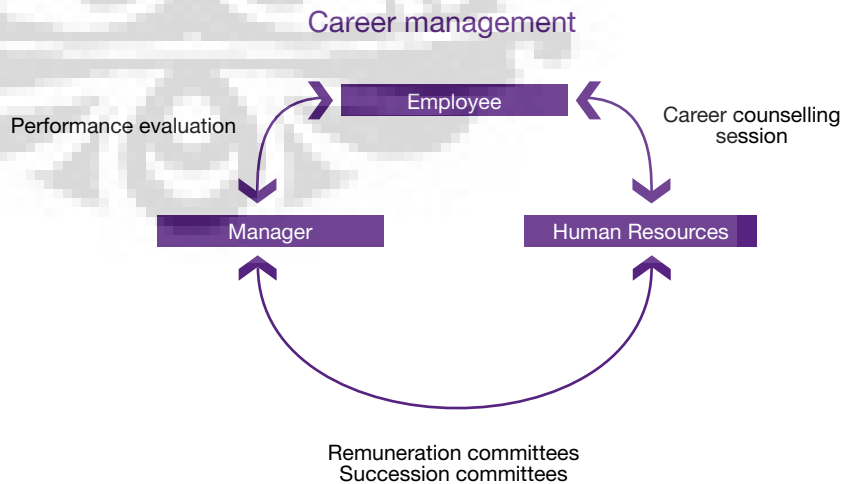 Career management
Employee
Performance evaluation
Career counselling
session
Manager
Human Resources
Remuneration committees
Succession committees